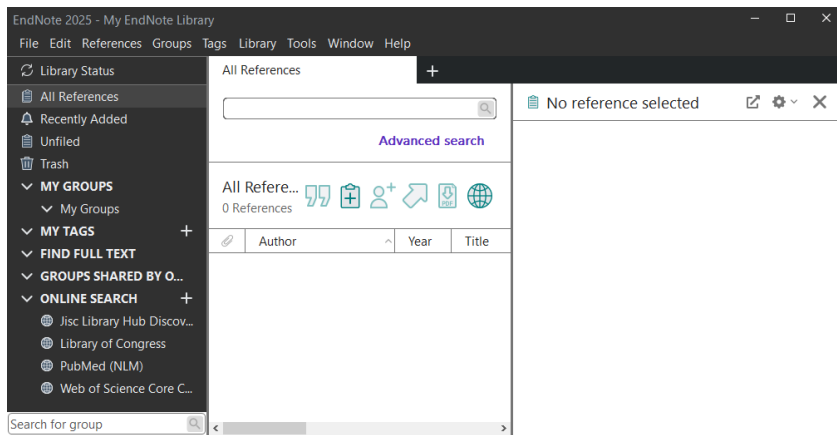 EndNote 2025 - My EndNote Library
File Edit References Groups Tags Library Tools Window Help
Library Status
All References
Recently Added
Unfiled
Trash
MY GROUPS
My Groups
MY TAGS +
FIND FULL TEXT
GROUPS SHARED BY O...
ONLINE SEARCH +
Jisc Library Hub Discov...
Library of Congress
PubMed (NLM)
Web of Science Core C...
Search for group
All References +
Advanced search
All Refere...
0 References
PDF
Author Year Title
No reference selected